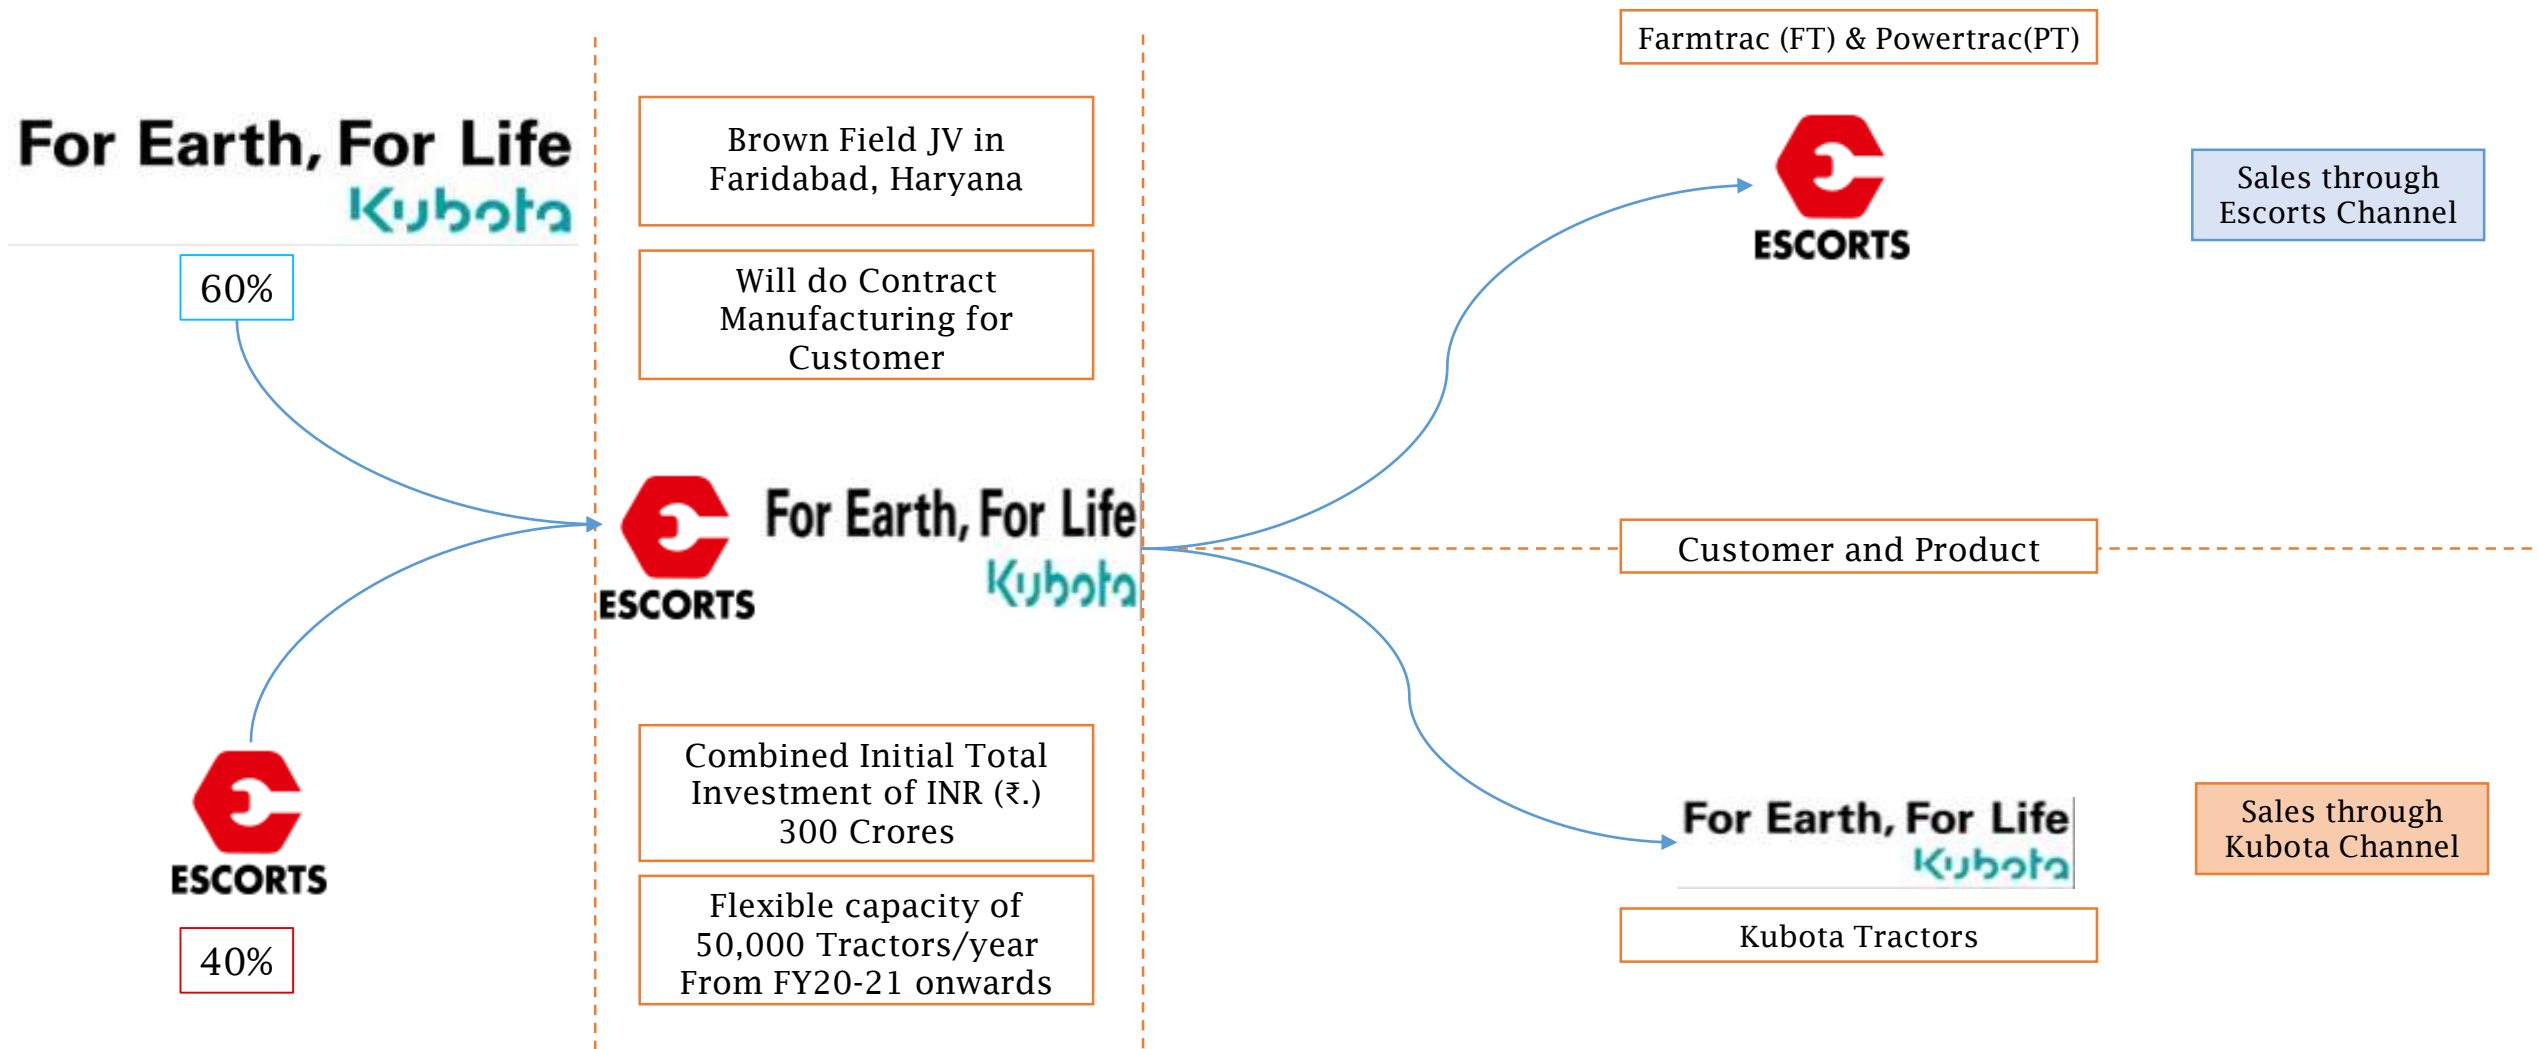 For Earth, For Life
Kubota
60%
ESCORTS
40%
Brown Field JV in
Faridabad, Haryana
Will do Contract
Manufacturing for
Customer
ESCORTS
For Earth, For Life
Kubota
Combined Initial Total
Investment of INR (₹.)
300 Crores
Flexible capacity of
50,000 Tractors/year
From FY20-21 onwards
Farmtrac (FT) & Powertrac(PT)
ESCORTS
Sales through
Escorts Channel
Customer and Product
For Earth, For Life
Kubota
Kubota Tractors
Sales through
Kubota Channel